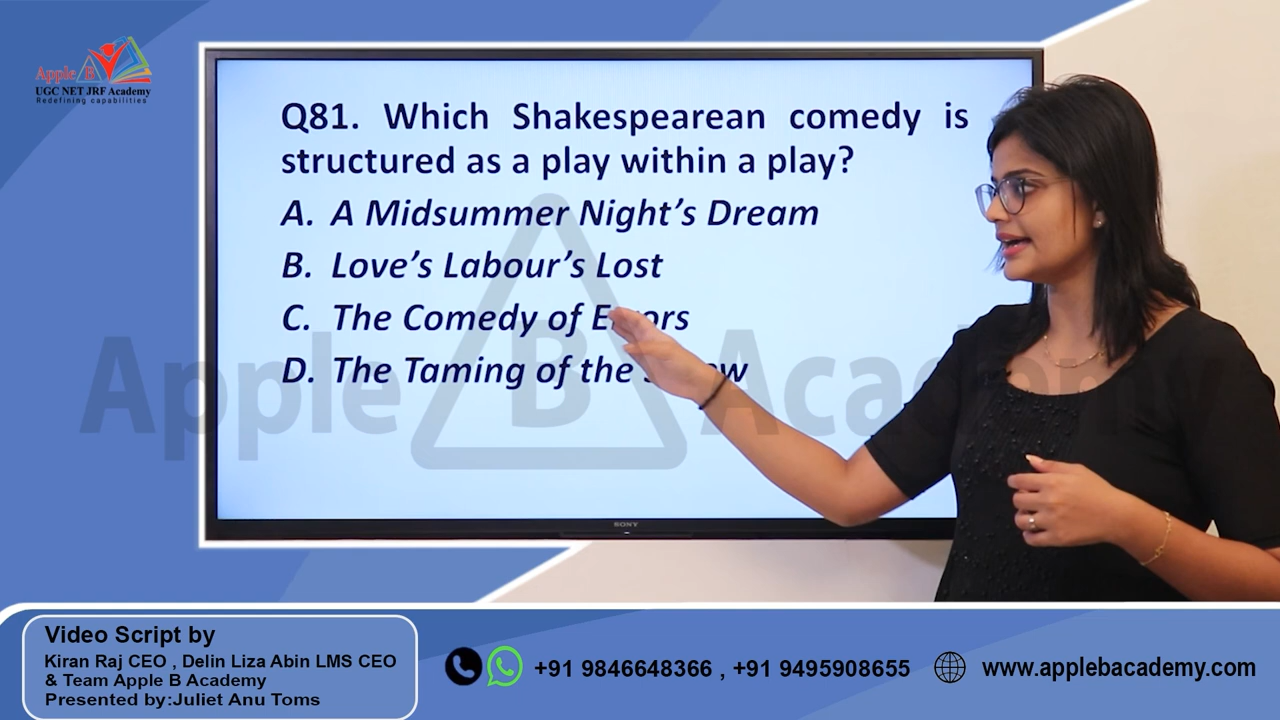 Apple B
UGC NET JRF Academy
Redefining capabilities
Q81. Which Shakespearean comedy is
structured as a play within a play?
A. A Midsummer Night's Dream
B. Love's Labour's Lost
C. The Comedy of Errors
D. The Taming of the
Apple B Academy
SONY
Video Script by
Kiran Raj CEO , Delin Liza Abin LMS CEO
& Team Apple B Academy
Presented by:Juliet Anu Toms
+91 9846648366 , +91 9495908655
www.applebacademy.com